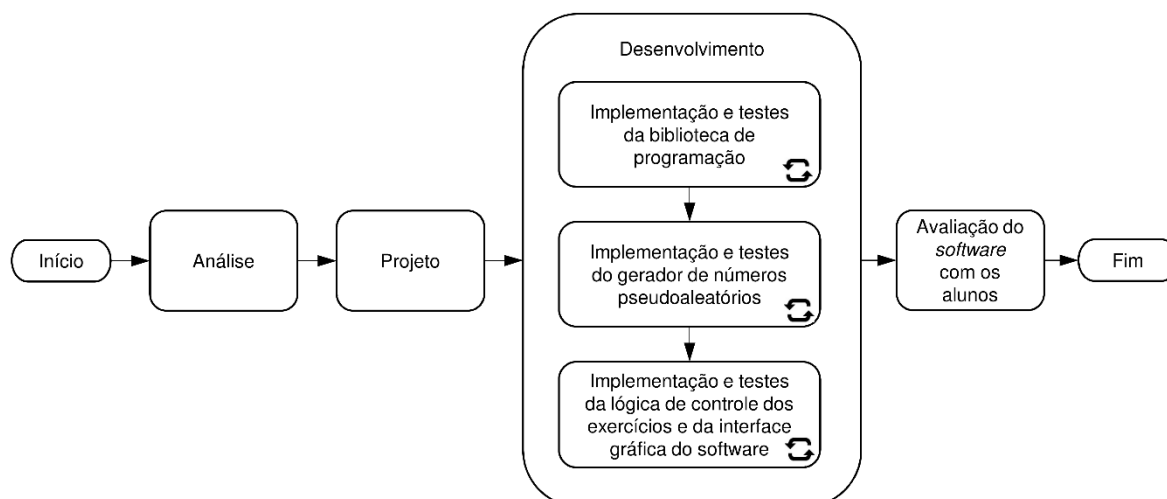 Início
Análise
Projeto
Desenvolvimento
Implementação e testes
da biblioteca de
programação
Implementação e testes
do gerador de números
pseudoaleatórios
Implementação e testes
da lógica de controle dos
exercícios e da interface
gráfica do software
Avaliação do
software
com os
alunos
Fim